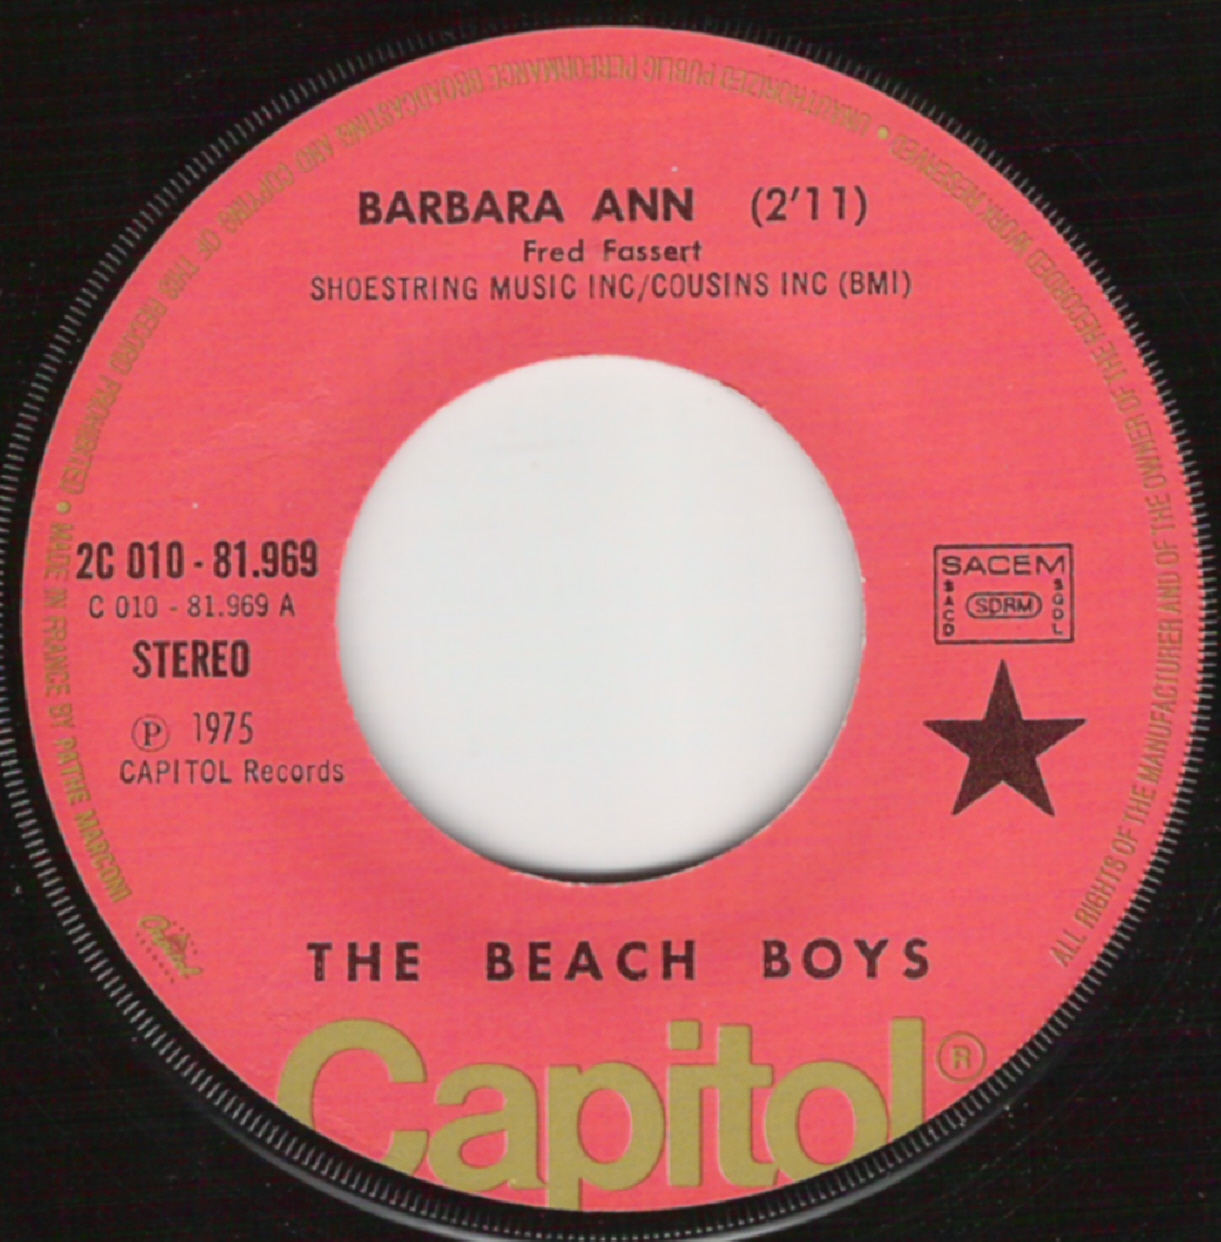 BARBARA ANN (2'11)
Fred Fassert
SHOESTRING MUSIC INC/COUSINS INC (BMI)
2C 010 - 81.969
C 010 - 81.969 A
STEREO
Ⓟ 1975
CAPITOL Records
SACEM
SACD
SDRM
SGDL
THE BEACH BOYS
Capitol®
Capitol
RECORDS
ALL RIGHTS OF THE MANUFACTURER AND OF THE OWNER OF THE RECORDED WORK RESERVED • UNAUTHORIZED PUBLIC PERFORMANCE BROADCASTING AND COPYING OF THIS RECORD PROHIBITED • MADE IN FRANCE BY PATHE MARCONI